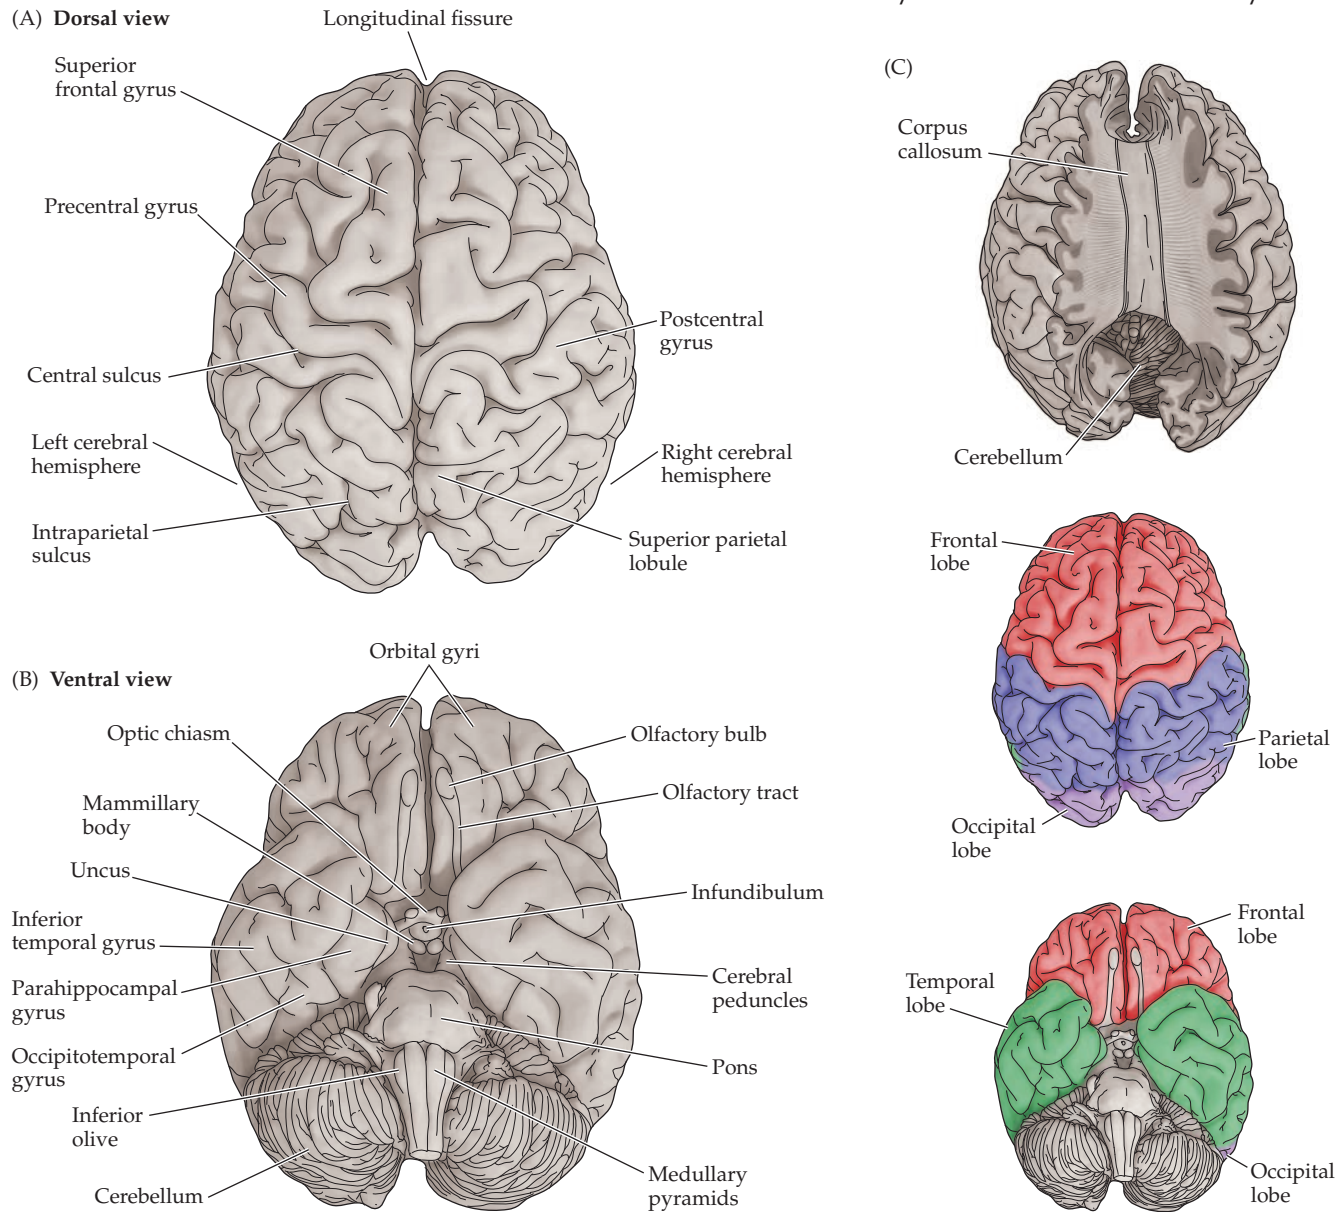 (A) Dorsal view
Longitudinal fissure
Superior
frontal gyrus
Precentral gyrus
Central sulcus
Left cerebral
hemisphere
Intraparietal
sulcus
Postcentral
gyrus
Right cerebral
hemisphere
Superior parietal
lobule
(B) Ventral view
Orbital gyri
Optic chiasm
Mammillary
body
Uncus
Inferior
temporal gyrus
Parahippocampal
gyrus
Occipitotemporal
gyrus
Inferior
olive
Cerebellum
Olfactory bulb
Olfactory tract
Infundibulum
Cerebral
peduncles
Pons
Medullary
pyramids
(C)
Corpus
callosum
Cerebellum
Frontal
lobe
Parietal
lobe
Occipital
lobe
Frontal
lobe
Temporal
lobe
Occipital
lobe